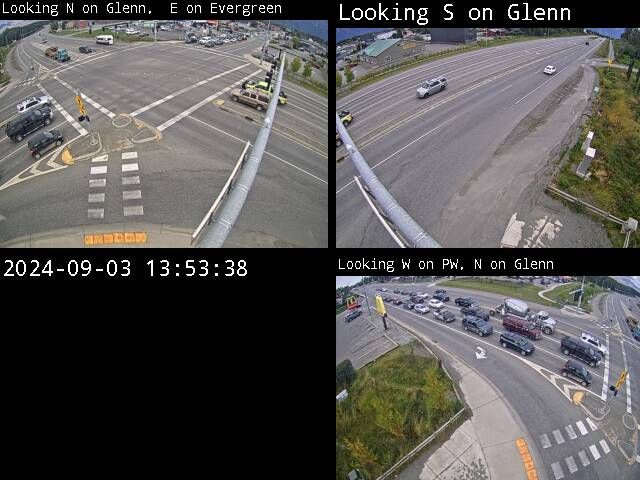 Looking N on Glenn, E on Evergreen
Looking S on Glenn
2024-09-03 13:53:38
Looking W on PW, N on Glenn